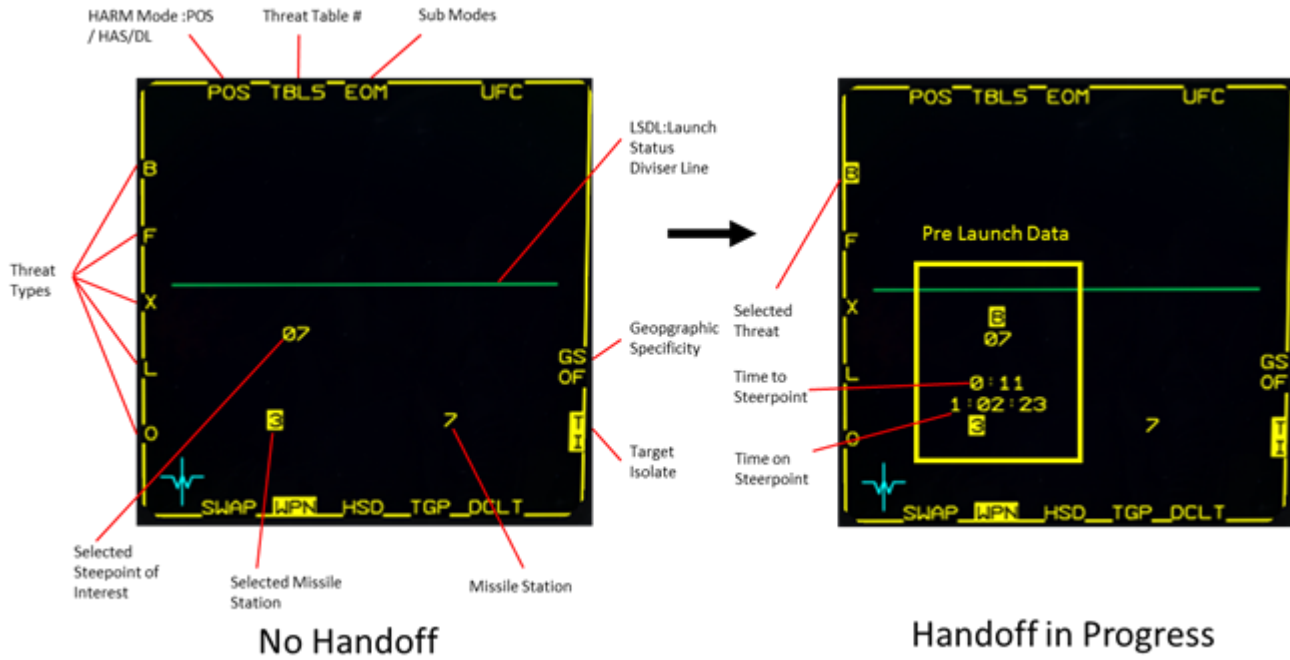 HARM Mode :POS
/ HAS/DL
Threat Table #
Sub Modes
POS TBL5 EOM UFC
B
F
X
L
O
Threat
Types
LSDL:Launch
Status
Diviser Line
07
GS
OF
Geopgraphic
Specificity
3
7
T
I
Target
Isolate
SWAP WPN HSD TGP DCLT
Selected
Steepoint of
Interest
Selected Missile
Station
Missile Station
No Handoff
POS TBL5 EOM UFC
B
F
X
L
O
Pre Launch Data
Selected
Threat
B
07
Time to
Steerpoint
0:11
1:02:23
Time on
Steerpoint
3
7
GS
OF
T
I
SWAP WPN HSD TGP DCLT
Handoff in Progress